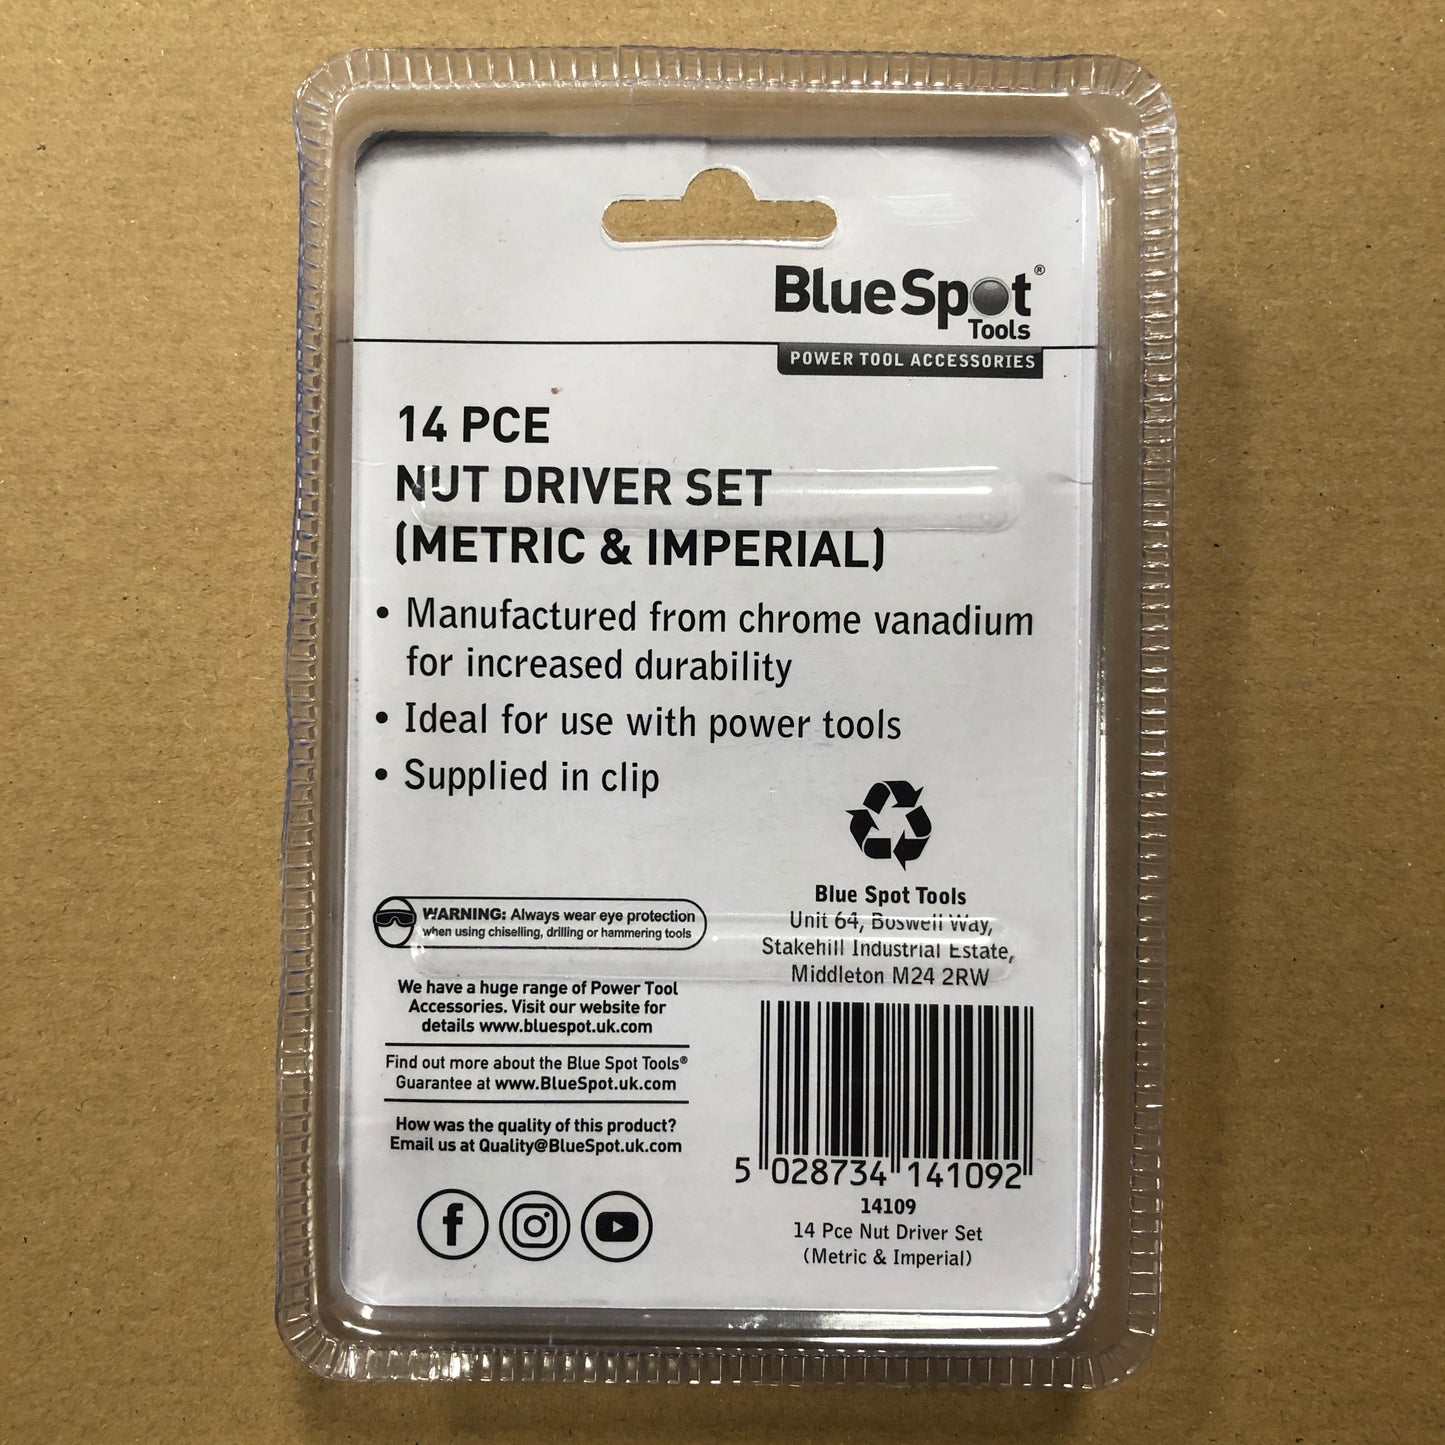 BlueSpot®
Tools
POWER TOOL ACCESSORIES
14 PCE
NUT DRIVER SET
(METRIC & IMPERIAL)
• Manufactured from chrome vanadium
for increased durability
• Ideal for use with power tools
• Supplied in clip
WARNING: Always wear eye protection
when using chiselling, drilling or hammering tools
We have a huge range of Power Tool
Accessories. Visit our website for
details www.bluespot.uk.com
Find out more about the Blue Spot Tools®
Guarantee at www.BlueSpot.uk.com
How was the quality of this product?
Email us at Quality@BlueSpot.uk.com
Blue Spot Tools
Unit 64, Boswell Way,
Stakehill Industrial Estate,
Middleton M24 2RW
5 028734 141092
14109
14 Pce Nut Driver Set
(Metric & Imperial)